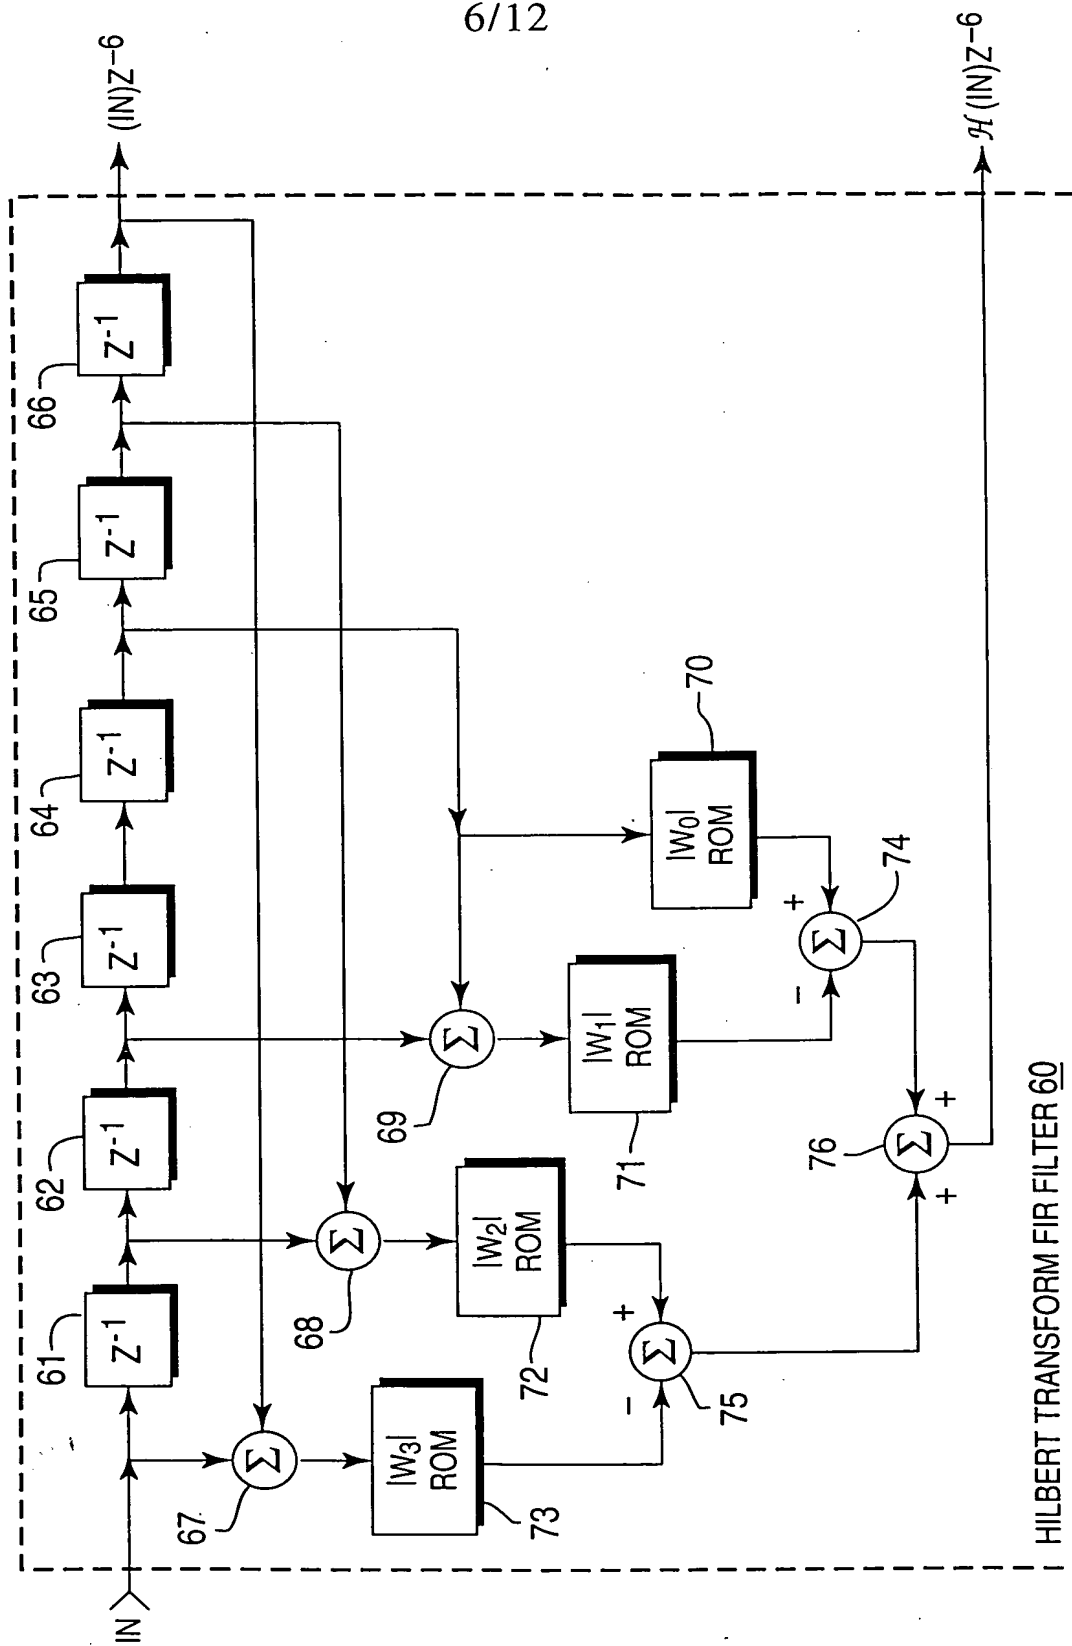 6/12
IN
61
Z-1
62
Z-1
63
Z-1
64
Z-1
65
Z-1
66
Z-1
(IN)Z-6
67
Σ
68
Σ
69
Σ
|W3|
ROM
73
|W2|
ROM
72
|W1|
ROM
71
|W0|
ROM
70
-
+
Σ
75
-
+
Σ
74
+
+
Σ
76
ℋ(IN)Z-6
HILBERT TRANSFORM FIR FILTER 60